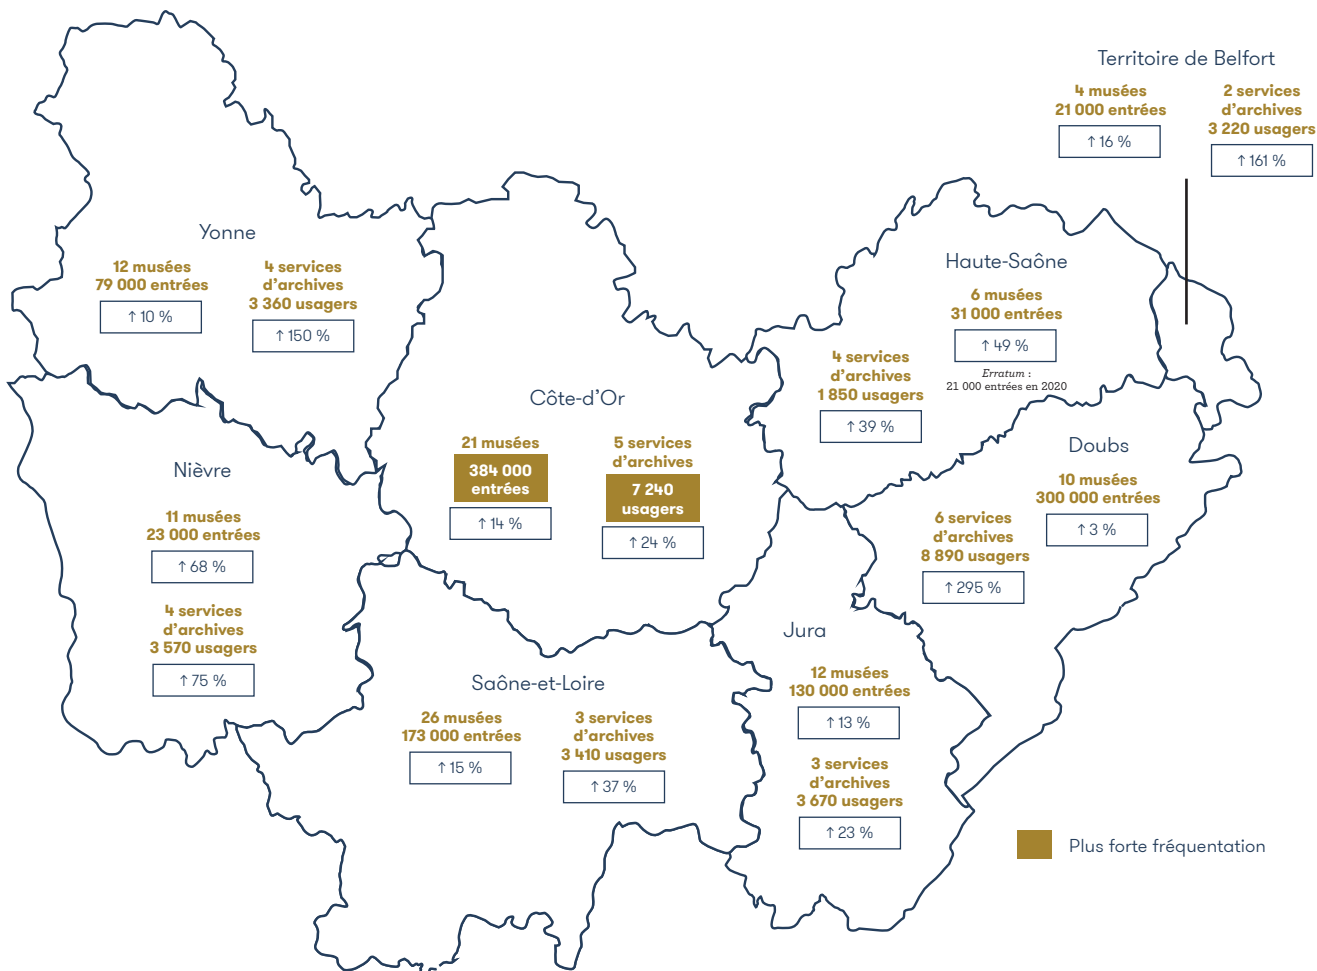 Territoire de Belfort
4 musées
21 000 entrées
↑ 16 %
2 services
d'archives
3 220 usagers
↑ 161 %
Yonne
12 musées
79 000 entrées
↑ 10 %
4 services
d'archives
3 360 usagers
↑ 150 %
Haute-Saône
6 musées
31 000 entrées
↑ 49 %
Erratum :
21 000 entrées en 2020
4 services
d'archives
1 850 usagers
↑ 39 %
Côte-d'Or
21 musées
384 000
entrées
↑ 14 %
5 services
d'archives
7 240
usagers
↑ 24 %
Doubs
10 musées
300 000 entrées
↑ 3 %
6 services
d'archives
8 890 usagers
↑ 295 %
Nièvre
11 musées
23 000 entrées
↑ 68 %
4 services
d'archives
3 570 usagers
↑ 75 %
Jura
12 musées
130 000 entrées
↑ 13 %
3 services
d'archives
3 670 usagers
↑ 23 %
Saône-et-Loire
26 musées
173 000 entrées
↑ 15 %
3 services
d'archives
3 410 usagers
↑ 37 %
Plus forte fréquentation